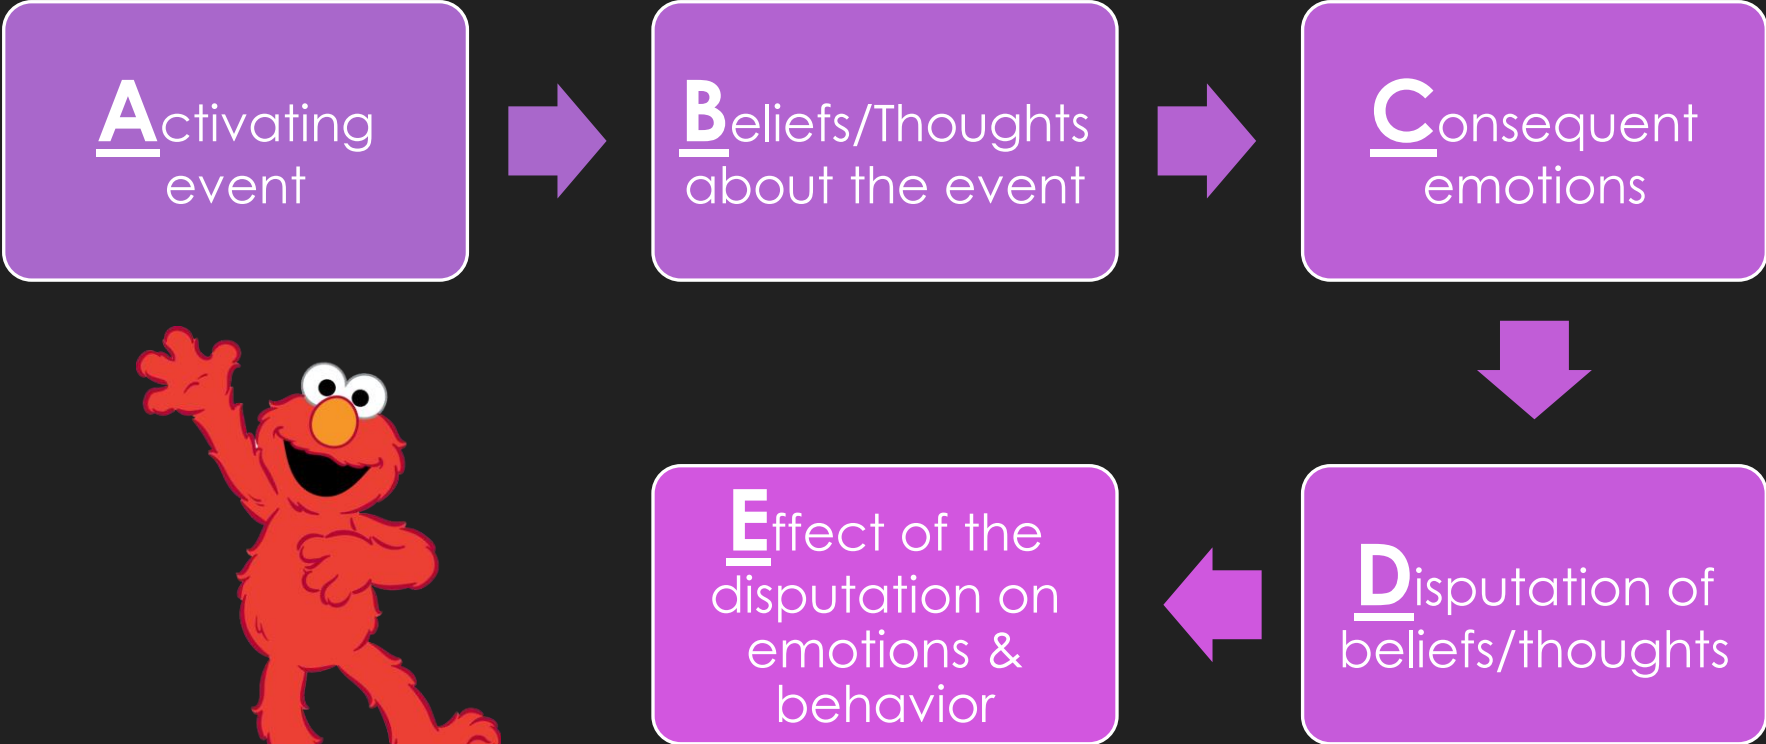 Activating
event
Beliefs/Thoughts
about the event
Consequent
emotions
Disputation of
beliefs/thoughts
Effect of the
disputation on
emotions &
behavior